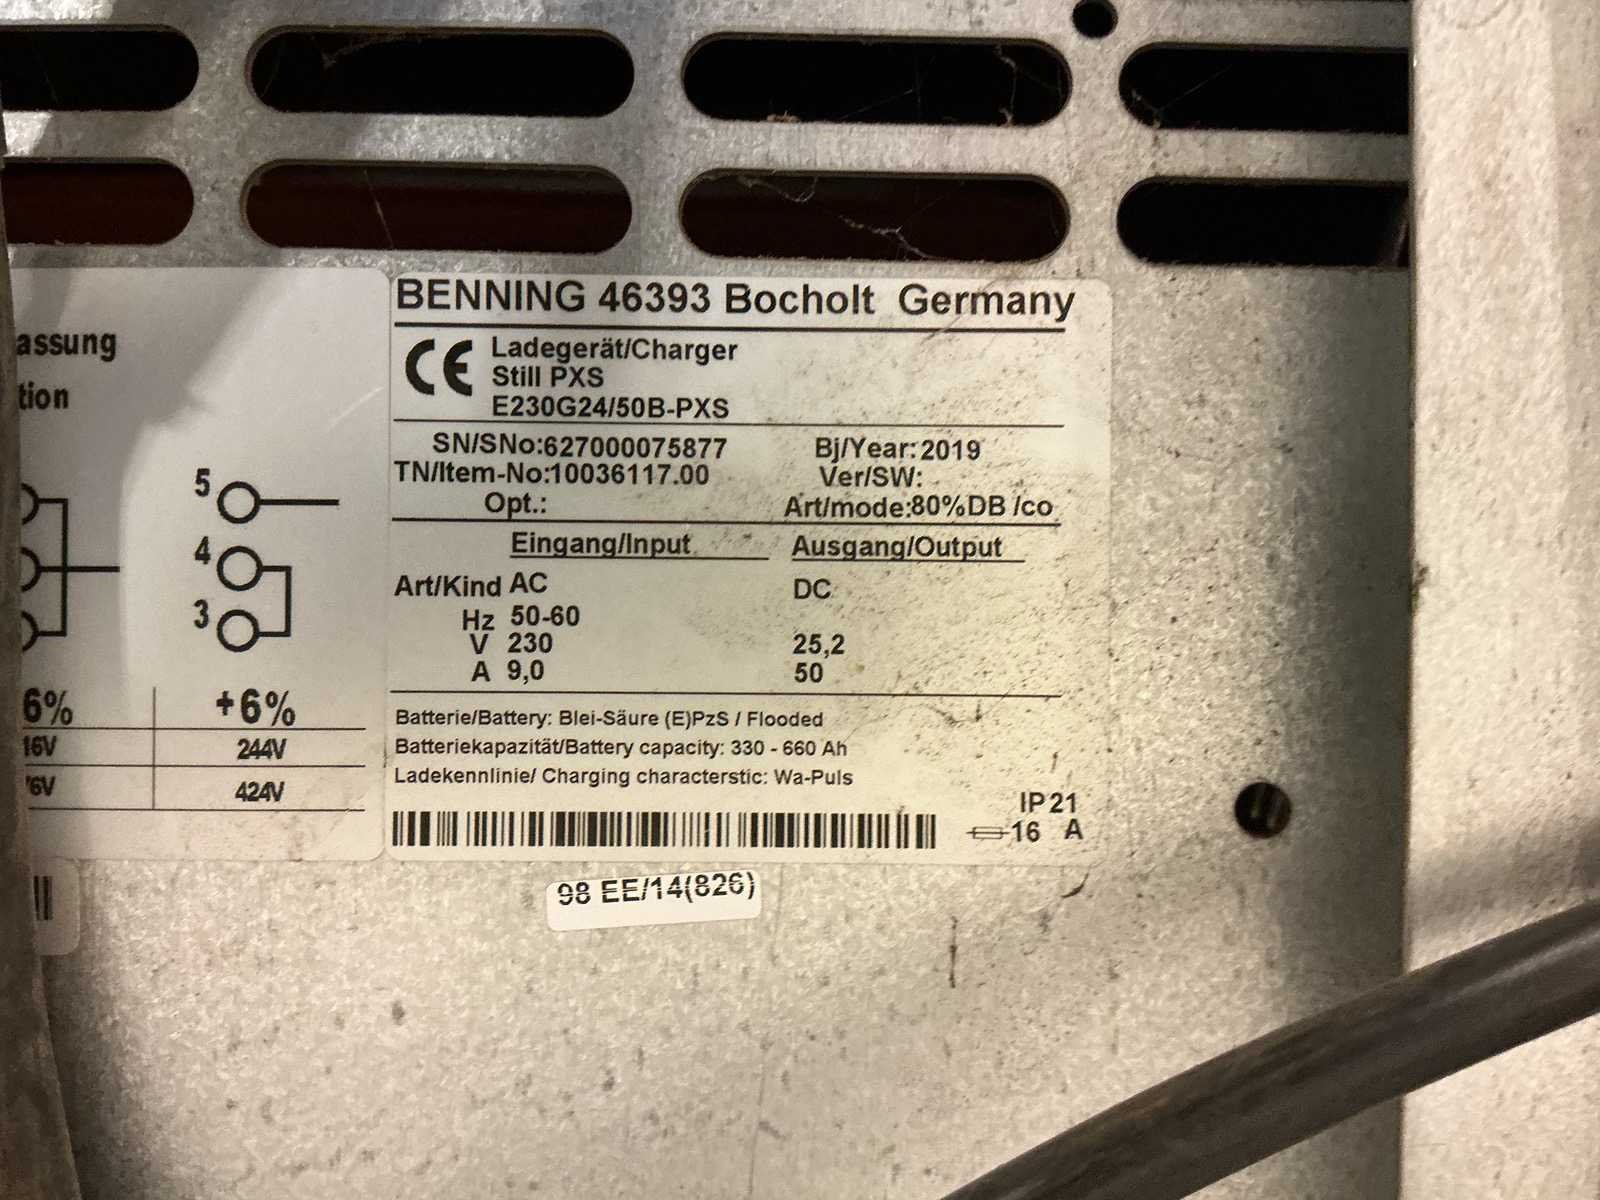 BENNING 46393 Bocholt Germany
CE
Ladegerät/Charger
Still PXS
E230G24/50B-PXS
SN/SNo:627000075877 Bj/Year:2019
TN/Item-No:10036117.00 Ver/SW:
Opt.: Art/mode:80%DB /co
Eingang/Input Ausgang/Output
Art/Kind AC DC
Hz 50-60
V 230 25,2
A 9,0 50
Batterie/Battery: Blei-Säure (E)PzS / Flooded
Batteriekapazität/Battery capacity: 330 - 660 Ah
Ladekennlinie/ Charging characterstic: Wa-Puls
IP21
16 A
98 EE/14(826)
assung
tion
5
4
3
6% +6%
16V 244V
76V 424V